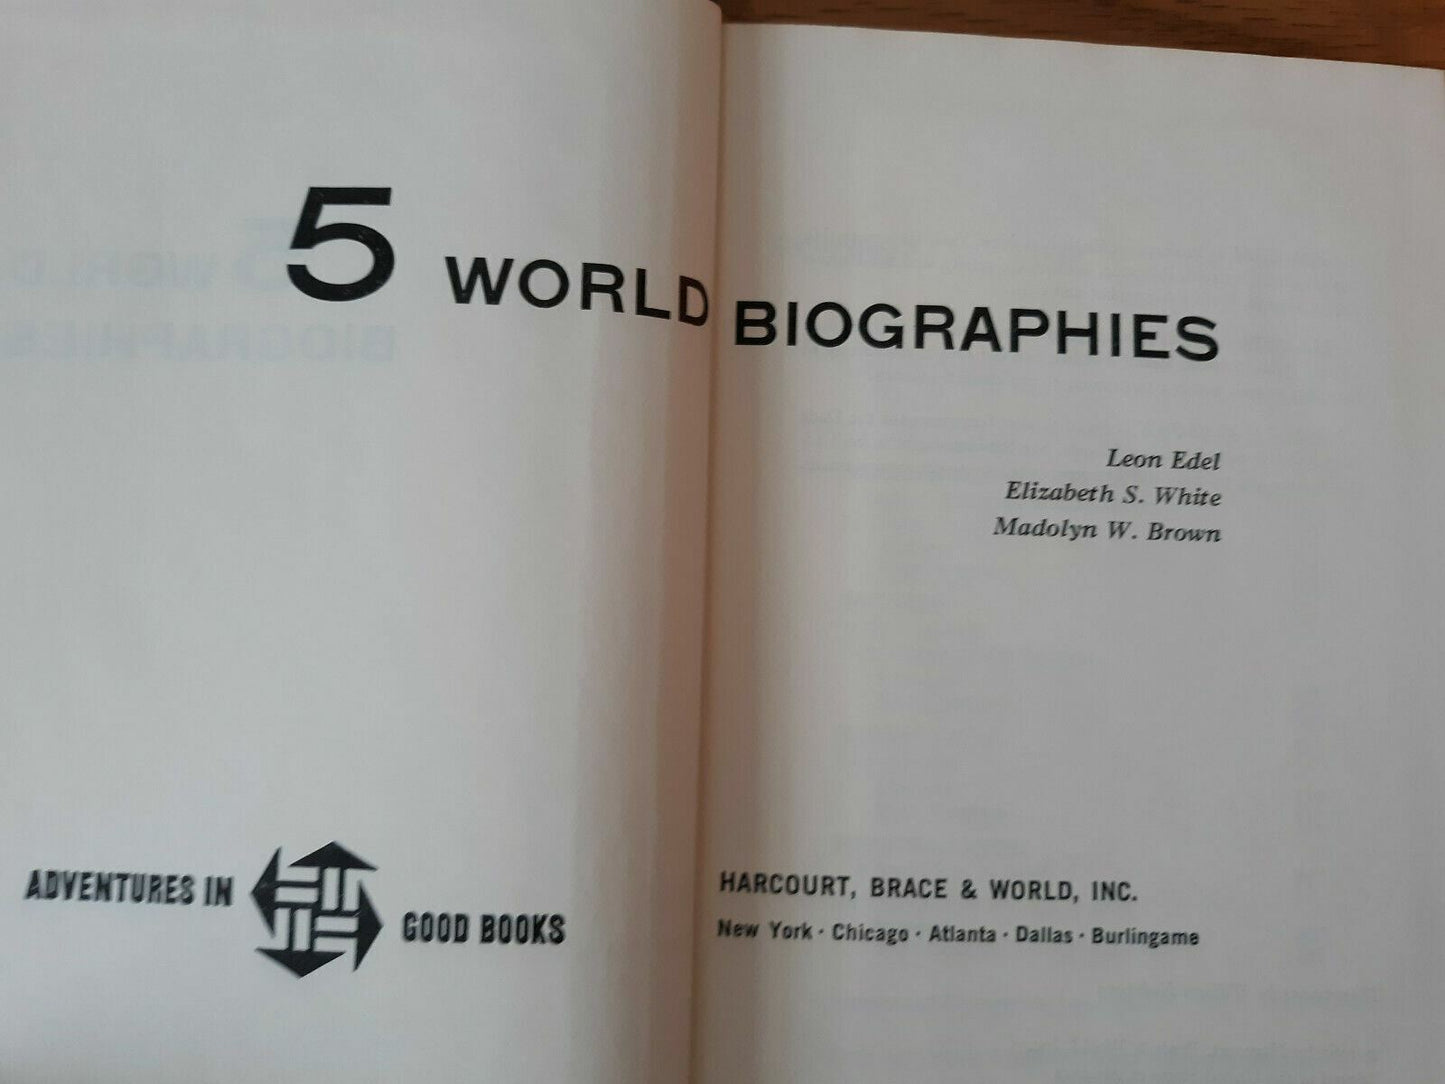 5 WORLD BIOGRAPHIES
Leon Edel
Elizabeth S. White
Madolyn W. Brown
ADVENTURES IN
GOOD BOOKS
HARCOURT, BRACE & WORLD, INC.
New York · Chicago · Atlanta · Dallas · Burlingame